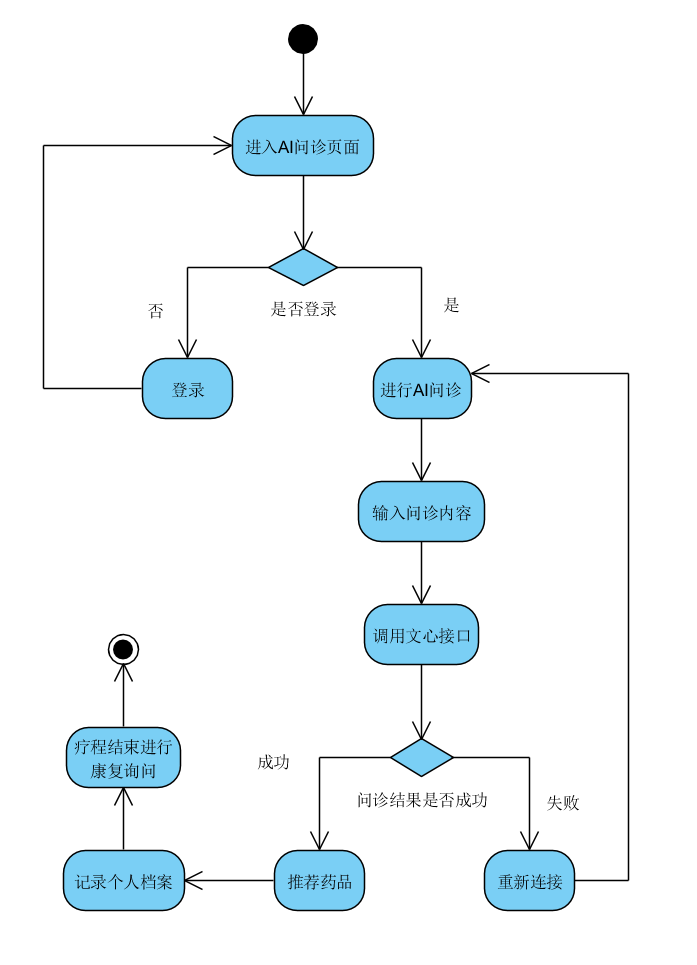 进入AI问诊页面
否
是否登录
是
登录
进行AI问诊
输入问诊内容
调用文心接口
成功
问诊结果是否成功
失败
疗程结束进行
康复询问
记录个人档案
推荐药品
重新连接